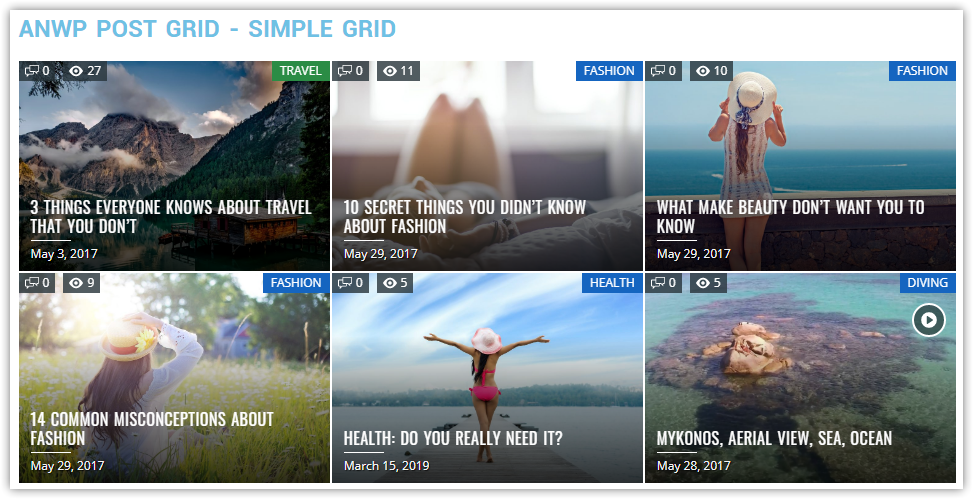 ANWP POST GRID - SIMPLE GRID
0 27 TRAVEL
3 THINGS EVERYONE KNOWS ABOUT TRAVEL
THAT YOU DON'T
May 3, 2017
0 11 FASHION
10 SECRET THINGS YOU DIDN'T KNOW
ABOUT FASHION
May 29, 2017
0 10 FASHION
WHAT MAKE BEAUTY DON'T WANT YOU TO
KNOW
May 29, 2017
0 9 FASHION
14 COMMON MISCONCEPTIONS ABOUT
FASHION
May 29, 2017
0 5 HEALTH
HEALTH: DO YOU REALLY NEED IT?
March 15, 2019
0 5 DIVING
MYKONOS, AERIAL VIEW, SEA, OCEAN
May 28, 2017